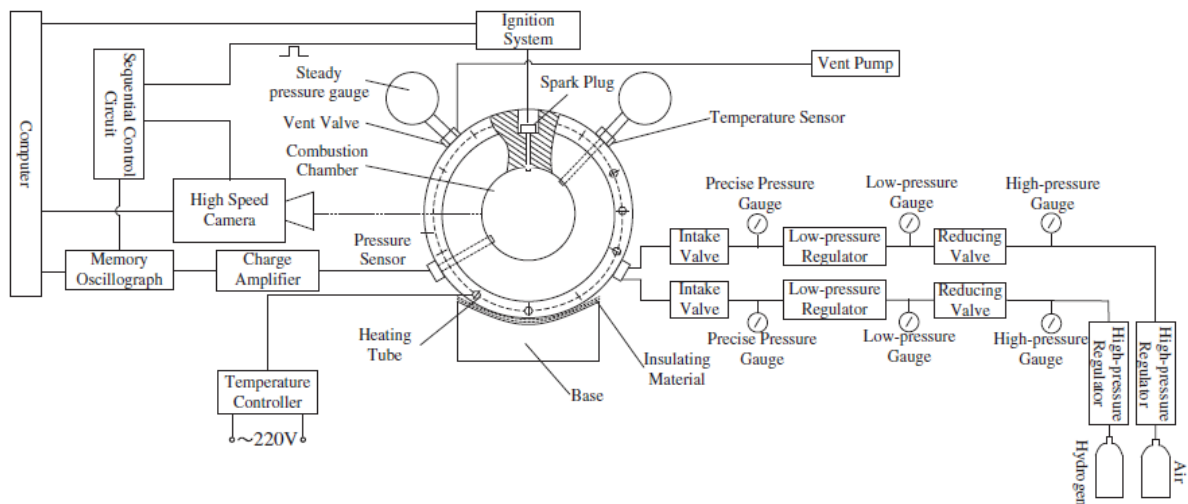 Ignition
System
Sequential Control
Circuit
Computer
Steady
pressure gauge
Spark Plug
Vent Pump
Vent Valve
Temperature Sensor
Combustion
Chamber
High Speed
Camera
Precise Pressure
Gauge
Low-pressure
Gauge
High-pressure
Gauge
Pressure
Sensor
Intake
Valve
Low-pressure
Regulator
Reducing
Valve
Memory
Oscillograph
Charge
Amplifier
Intake
Valve
Low-pressure
Regulator
Reducing
Valve
Heating
Tube
Precise Pressure
Gauge
Low-pressure
Gauge
High-pressure
Gauge
High-pressure
Regulator
High-pressure
Regulator
Insulating
Material
Temperature
Controller
Base
~220V
Hydrogen
Air